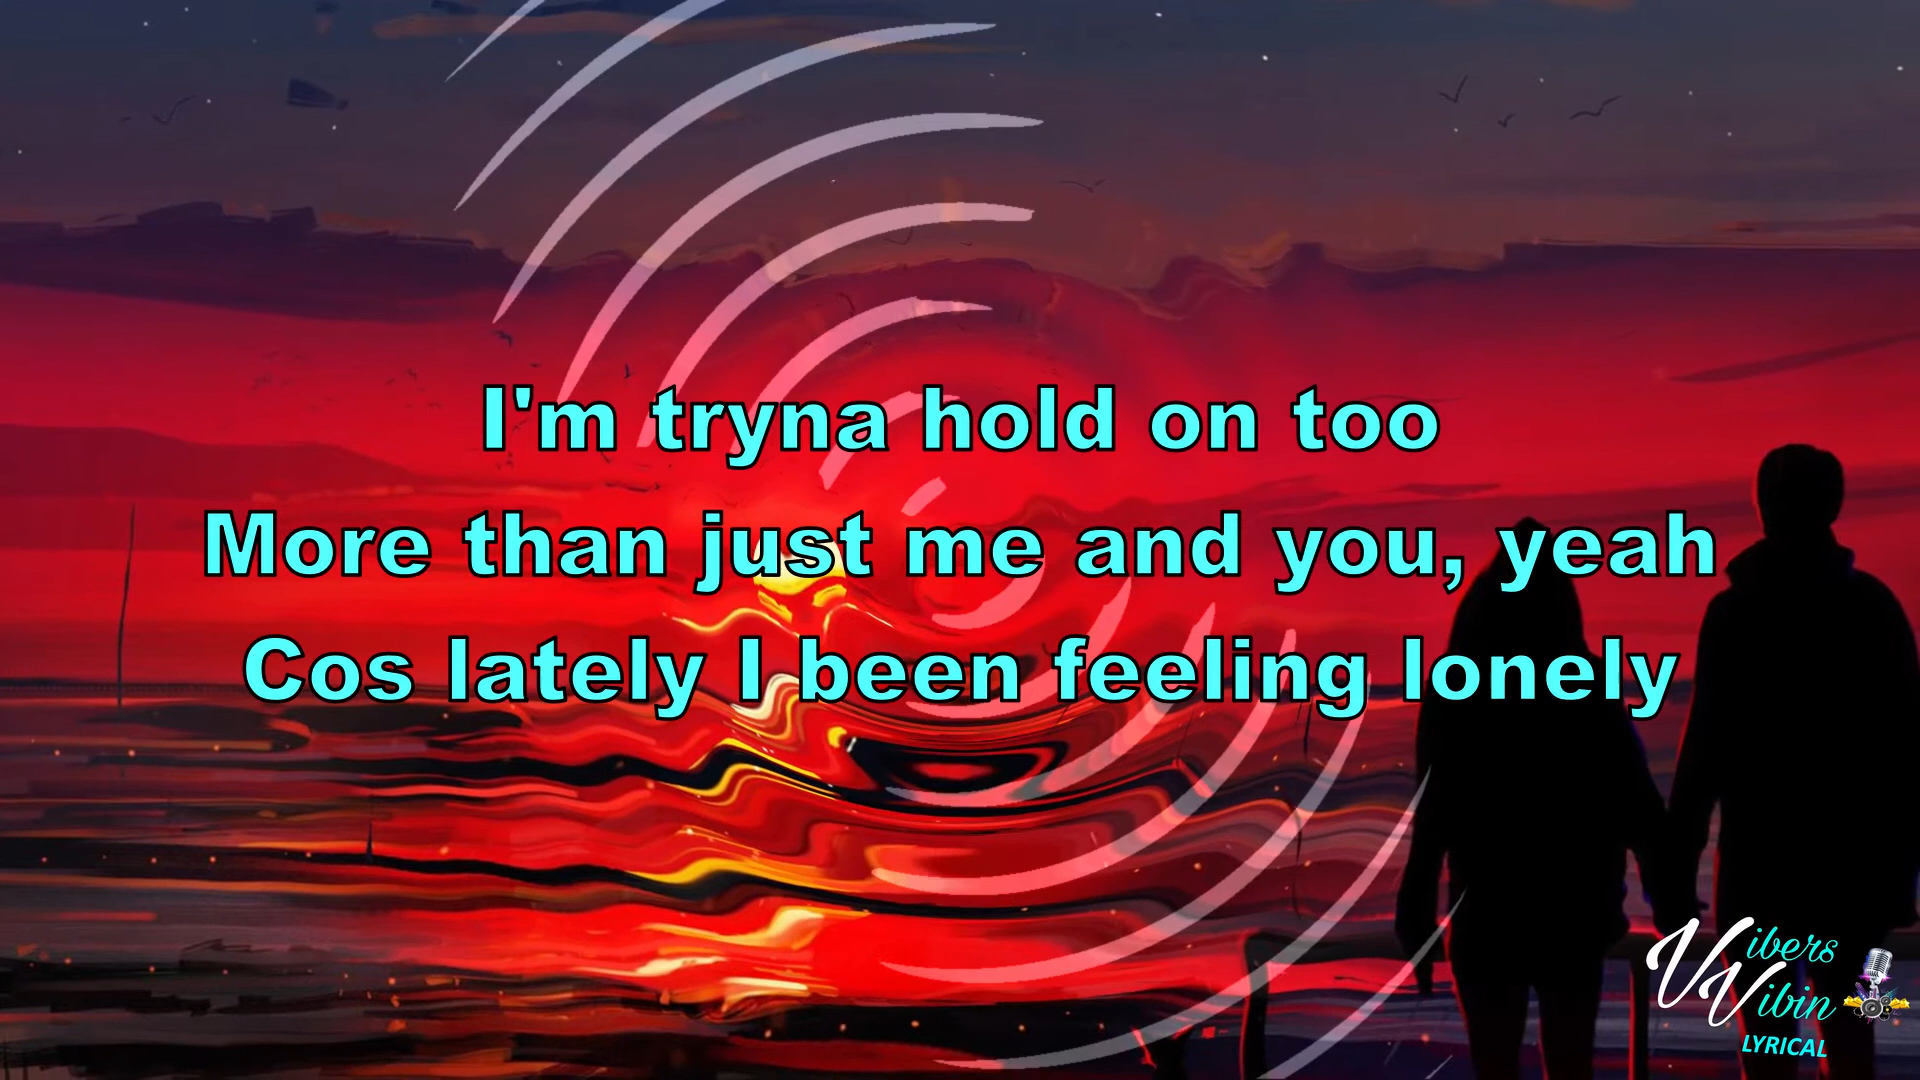 I'm tryna hold on too
More than just me and you, yeah
Cos lately I been feeling lonely
Vibers
Vibin
LYRICAL